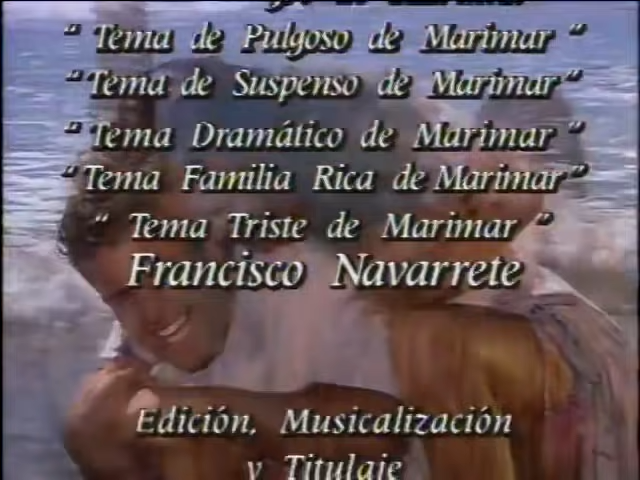 " Tema de Pulgoso de Marimar "
" Tema de Suspenso de Marimar "
" Tema Dramático de Marimar "
" Tema Familia Rica de Marimar "
" Tema Triste de Marimar "
Francisco Navarrete
Edición, Musicalización
y Titulaje